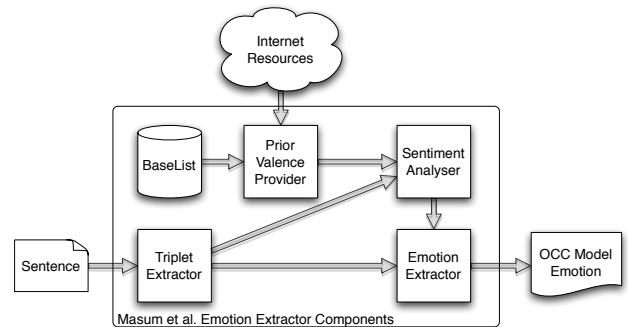 Internet
Resources
BaseList
Prior
Valence
Provider
Sentiment
Analyser
Sentence
Triplet
Extractor
Emotion
Extractor
OCC Model
Emotion
Masum et al. Emotion Extractor Components